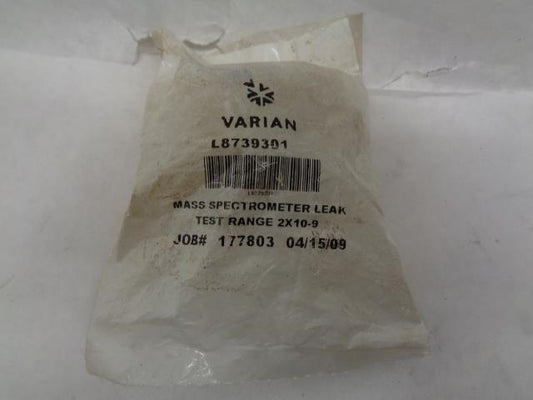 VARIAN
L8739301
MASS SPECTROMETER LEAK
TEST RANGE 2X10-9
JOB# 177803 04/15/09